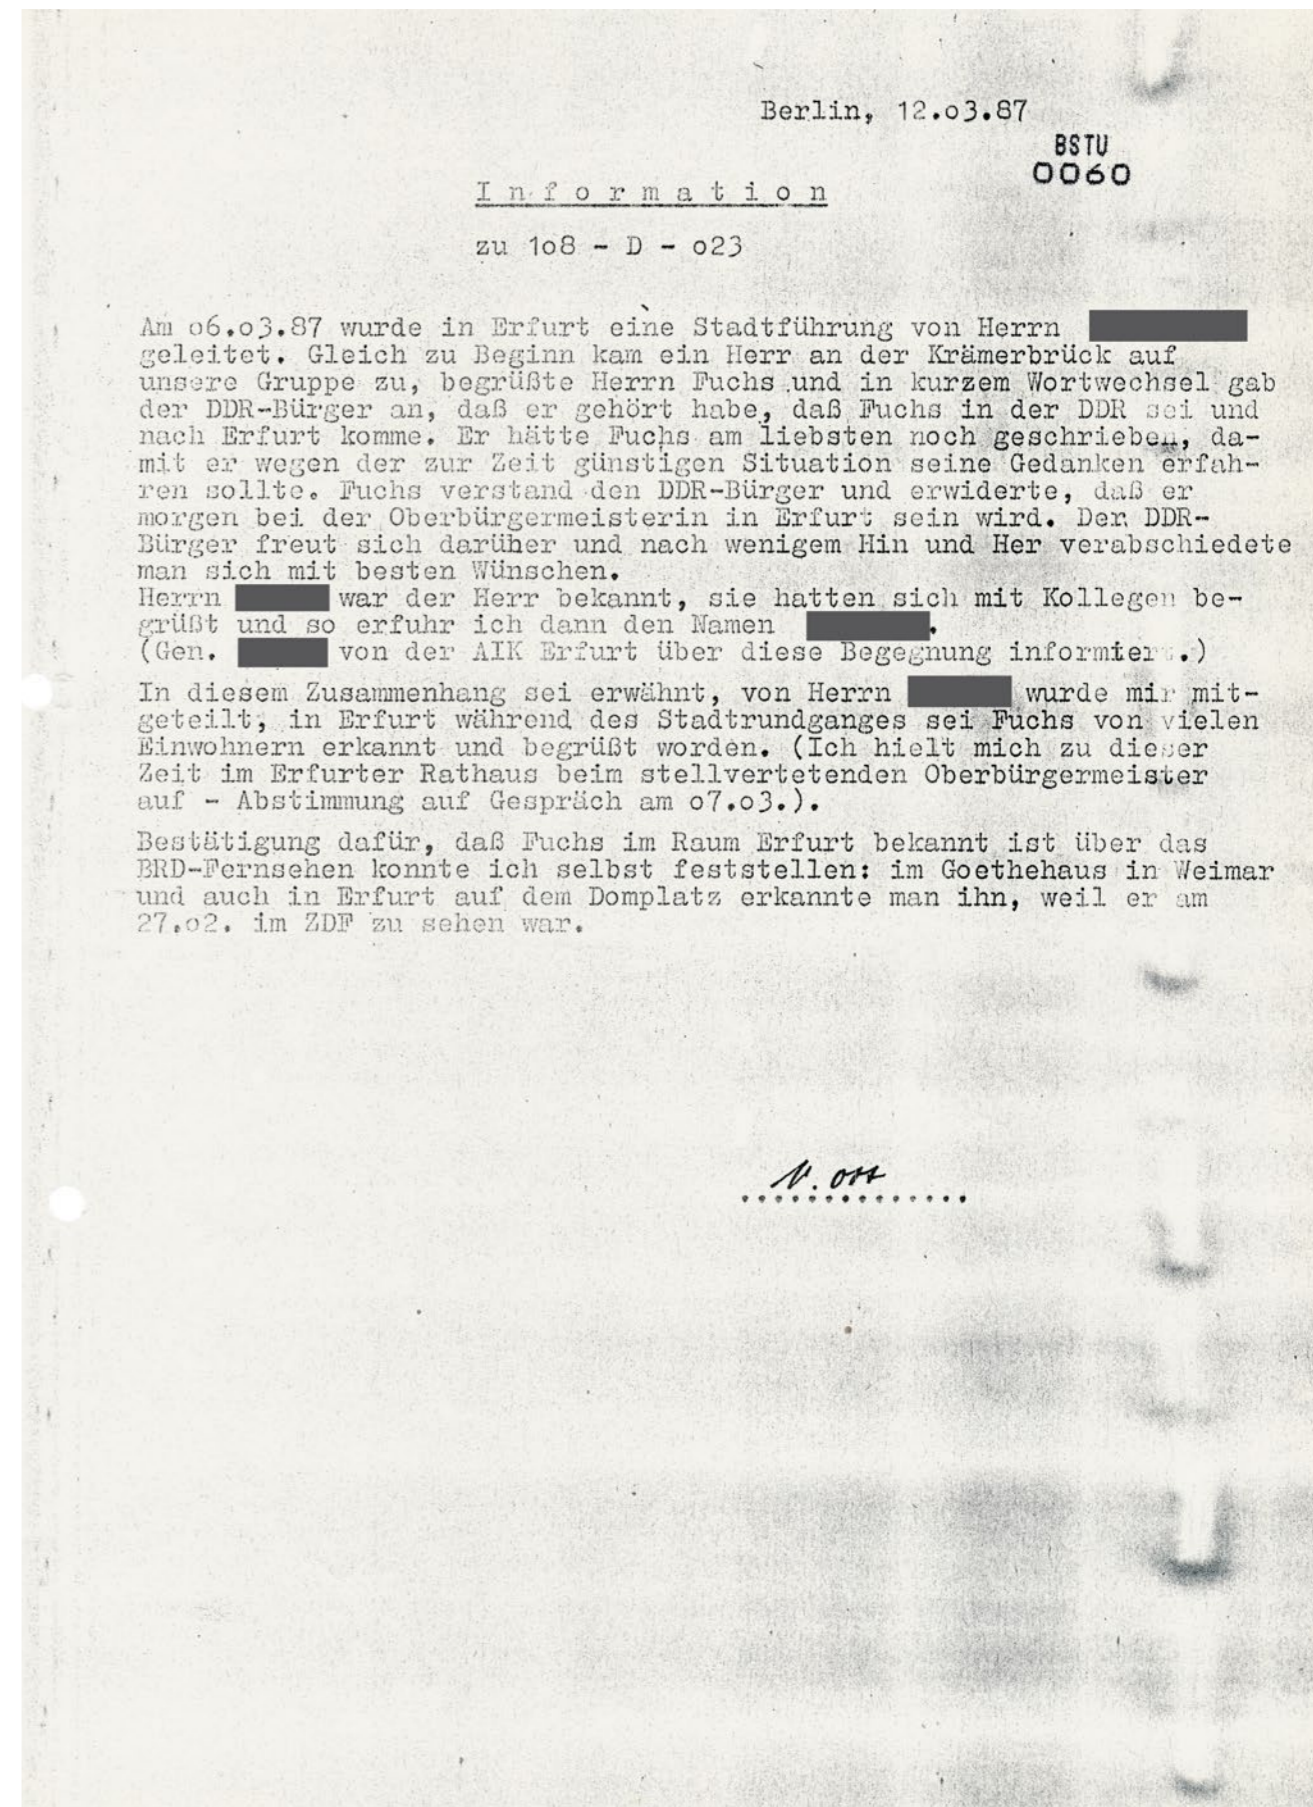 Berlin, 12.o3.87
BSTU
0060
Information
zu 1o8 - D - o23
Am o6.o3.87 wurde in Erfurt eine Stadtführung von Herrn
geleitet. Gleich zu Beginn kam ein Herr an der Krämerbrück auf
unsere Gruppe zu, begrüßte Herrn Fuchs und in kurzem Wortwechsel gab
der DDR-Bürger an, daß er gehört habe, daß Fuchs in der DDR sei und
nach Erfurt komme. Er hätte Fuchs am liebsten noch geschrieben, da-
mit er wegen der zur Zeit günstigen Situation seine Gedanken erfah-
ren sollte. Fuchs verstand den DDR-Bürger und erwiderte, daß er
morgen bei der Oberbürgermeisterin in Erfurt sein wird. Der DDR-
Bürger freut sich darüber und nach wenigem Hin und Her verabschiedete
man sich mit besten Wünschen.
Herrn war der Herr bekannt, sie hatten sich mit Kollegen be-
grüßt und so erfuhr ich dann den Namen .
(Gen. von der AIK Erfurt über diese Begegnung informiert.)
In diesem Zusammenhang sei erwähnt, von Herrn wurde mir mit-
geteilt, in Erfurt während des Stadtrundganges sei Fuchs von vielen
Einwohnern erkannt und begrüßt worden. (Ich hielt mich zu dieser
Zeit im Erfurter Rathaus beim stellvertetenden Oberbürgermeister
auf - Abstimmung auf Gespräch am o7.o3.).
Bestätigung dafür, daß Fuchs im Raum Erfurt bekannt ist über das
BRD-Fernsehen konnte ich selbst feststellen: im Goethehaus in Weimar
und auch in Erfurt auf dem Domplatz erkannte man ihn, weil er am
27.o2. im ZDF zu sehen war.